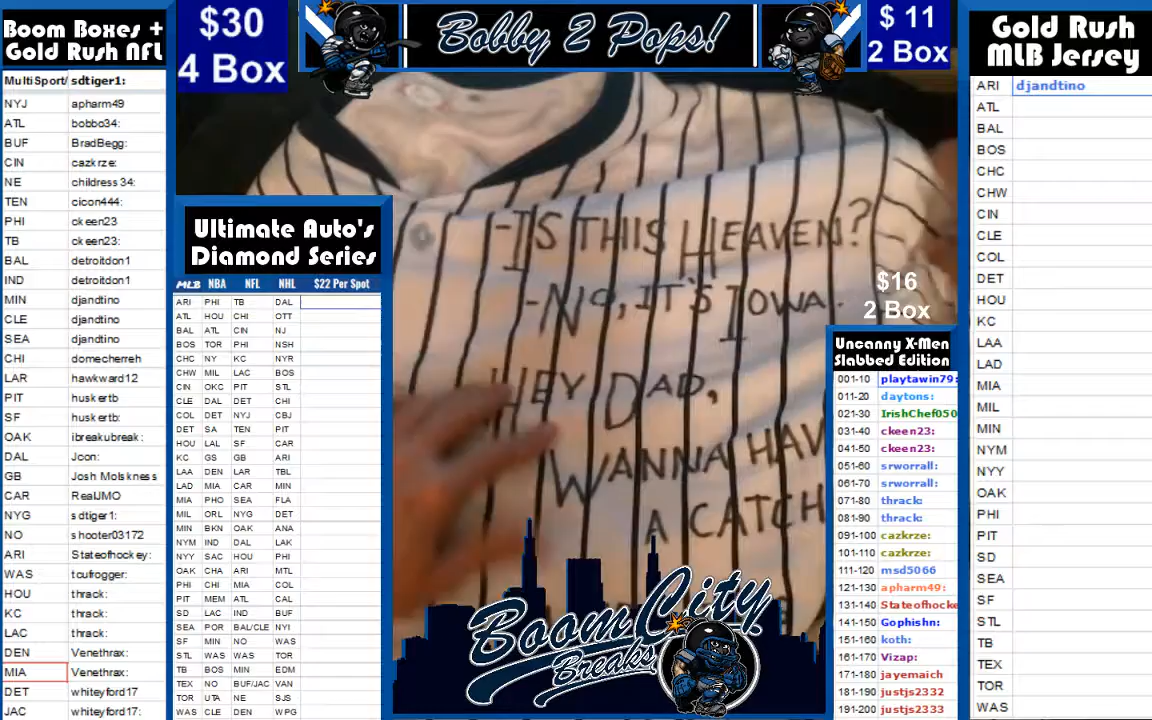 Boom Boxes +
Gold Rush NFL
MultiSport/ sdtiger1:
NYJ apharm49
ATL bobbo34:
BUF BradBegg:
CIN cazkrze:
NE childress 34:
TEN cicon444:
PHI ckeen23
TB ckeen23:
BAL detroitdon1
IND detroitdon1
MIN djandtino
CLE djandtino
SEA djandtino
CHI domecherreh
LAR hawkward12
PIT huskertb
SF huskertb:
OAK ibreakubreak:
DAL Jcon:
GB Josh Molskness
CAR RealJMO
NYG sdtiger1:
NO shooter03172
ARI Stateofhockey:
WAS tcufrogger:
HOU thrack:
KC thrack:
LAC thrack:
DEN Venethrax:
MIA Venethrax:
DET whiteyford17
JAC whiteyford17:
$30
4 Box
Bobby 2 Pops!
$ 11
2 Box
-IS THIS HEAVEN?
-NO, IT'S IOWA.
HEY DAD,
WANNA HAV
A CATCH
Ultimate Auto's
Diamond Series
MLB NBA NFL NHL $22 Per Spot
ARI PHI TB DAL
ATL HOU CHI OTT
BAL ATL CIN NJ
BOS TOR PHI NSH
CHC NY KC NYR
CHW MIL LAC BOS
CIN OKC PIT STL
CLE DAL DET CHI
COL DET NYJ CBJ
DET SA TEN PIT
HOU LAL SF CAR
KC GS GB ARI
LAA DEN LAR TBL
LAD MIA CAR MIN
MIA PHO SEA FLA
MIL ORL NYG DET
MIN BKN OAK ANA
NYM IND DAL LAK
NYY SAC HOU PHI
OAK CHA ARI MTL
PHI CHI MIA COL
PIT MEM ATL CAL
SD LAC IND BUF
SEA POR BAL/CLE NYI
SF MIN NO WAS
STL WAS WAS TOR
TB BOS MIN EDM
TEX NO BUF/JAC VAN
TOR UTA NE SJS
WAS CLE DEN WPG
Boom City
Breaks
$16
2 Box
Uncanny X-Men
Slabbed Edition
001-10 playtawin79:
011-20 daytons:
021-30 IrishChef050
031-40 ckeen23:
041-50 ckeen23:
051-60 srworrall:
061-70 srworrall:
071-80 thrack:
081-90 thrack:
091-100 cazkrze:
101-110 cazkrze:
111-120 msd5066
121-130 apharm49:
131-140 Stateofhocke
141-150 Gophishn:
151-160 koth:
161-170 Vizap:
171-180 jayemaich
181-190 justjs2332
191-200 justjs2333
Gold Rush
MLB Jersey
ARI djandtino
ATL
BAL
BOS
CHC
CHW
CIN
CLE
COL
DET
HOU
KC
LAA
LAD
MIA
MIL
MIN
NYM
NYY
OAK
PHI
PIT
SD
SEA
SF
STL
TB
TEX
TOR
WAS